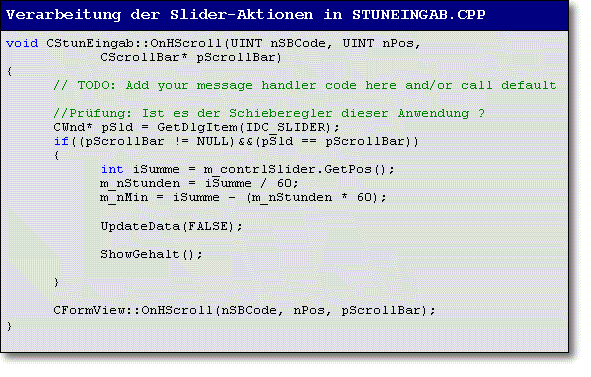 Verarbeitung der Slider-Aktionen in STUNEINGAB.CPP
void CStunEingab::OnHScroll(UINT nSBCode, UINT nPos,
CScrollBar* pScrollBar)
{
// TODO: Add your message handler code here and/or call default
//Prüfung: Ist es der Schieberegler dieser Anwendung ?
CWnd* pSld = GetDlgItem(IDC_SLIDER);
if((pScrollBar != NULL)&&(pSld == pScrollBar))
{
int iSumme = m_contrlSlider.GetPos();
m_nStunden = iSumme / 60;
m_nMin = iSumme - (m_nStunden * 60);
UpdateData(FALSE);
ShowGehalt();
}
CFormView::OnHScroll(nSBCode, nPos, pScrollBar);
}